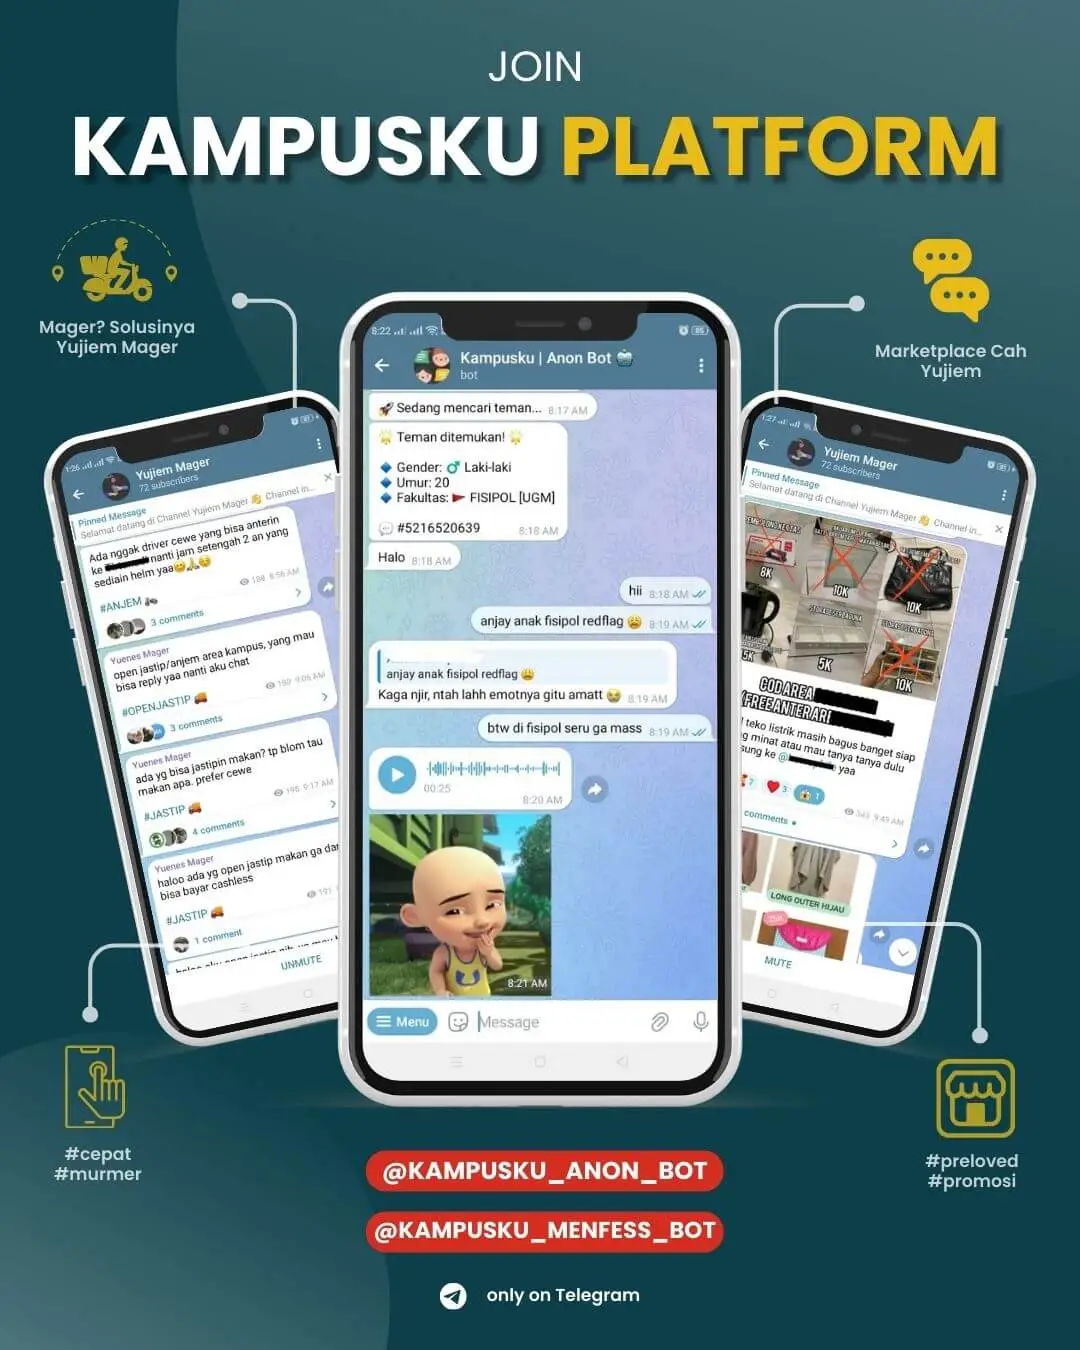 JOIN
KAMPUSKU PLATFORM
Mager? Solusinya
Yujiem Mager
Marketplace Cah
Yujiem
1:26
Yujiem Mager
72 subscribers
Pinned Message
Selamat datang di Channel Yujiem Mager 👋 Channel in...
Ada nggak driver cewe yang bisa anterin
ke nanti jam setengah 2 an yang
sediain helm yaa😊🙏😊
188 8:56 AM
#ANJEM 🏍️
3 comments
Yuenes Mager
open jastip/anjem area kampus, yang mau
bisa reply yaa nanti aku chat
190 9:06 AM
#OPENJASTIP 🚚
3 comments
Yuenes Mager
ada yg bisa jastipin makan? tp blom tau
makan apa. prefer cewe
195 9:17 AM
#JASTIP 🚚
4 comments
Yuenes Mager
haloo ada yg open jastip makan ga dar
bisa bayar cashless
191
#JASTIP 🚚
1 comment
UNMUTE
8:22
85
Kampusku | Anon Bot
bot
🚀 Sedang mencari teman... 8:17 AM
🌟 Teman ditemukan! 🌟
🔹 Gender: ♂️ Laki-laki
🔹 Umur: 20
🔹 Fakultas: 🚩 FISIPOL [UGM]
💬 #5216520639 8:18 AM
Halo 8:18 AM
hii 8:18 AM
anjay anak fisipol redflag 😩 8:19 AM
anjay anak fisipol redflag 😩
Kaga njir, ntah lahh emotnya gitu amatt 😭 8:19 AM
btw di fisipol seru ga mass 8:19 AM
00:25
8:20 AM
8:21 AM
Menu
Message
1:27
Yujiem Mager
72 subscribers
Pinned Message
Selamat datang di Channel Yujiem Mager 👋 Channel in...
8K
10K
10K
5K
5K
10K
COD AREA
(FREE ANTER ARI
teko listrik masih bagus banget siap
g minat atau mau tanya tanya dulu
sung ke @ yaa
7
3
1
343 9:49 AM
comments
LONG OUTER HIJAU
MUTE
#cepat
#murmer
#preloved
#promosi
@KAMPUSKU_ANON_BOT
@KAMPUSKU_MENFESS_BOT
only on Telegram